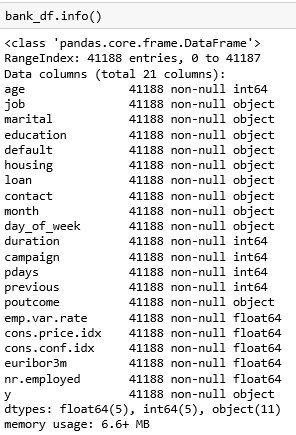 bank_df.info()
<class 'pandas.core.frame.DataFrame'>
RangeIndex: 41188 entries, 0 to 41187
Data columns (total 21 columns):
age               41188 non-null int64
job               41188 non-null object
marital           41188 non-null object
education         41188 non-null object
default           41188 non-null object
housing           41188 non-null object
loan              41188 non-null object
contact           41188 non-null object
month             41188 non-null object
day_of_week       41188 non-null object
duration          41188 non-null int64
campaign          41188 non-null int64
pdays             41188 non-null int64
previous          41188 non-null int64
poutcome          41188 non-null object
emp.var.rate      41188 non-null float64
cons.price.idx    41188 non-null float64
cons.conf.idx     41188 non-null float64
euribor3m         41188 non-null float64
nr.employed       41188 non-null float64
y                 41188 non-null object
dtypes: float64(5), int64(5), object(11)
memory usage: 6.6+ MB